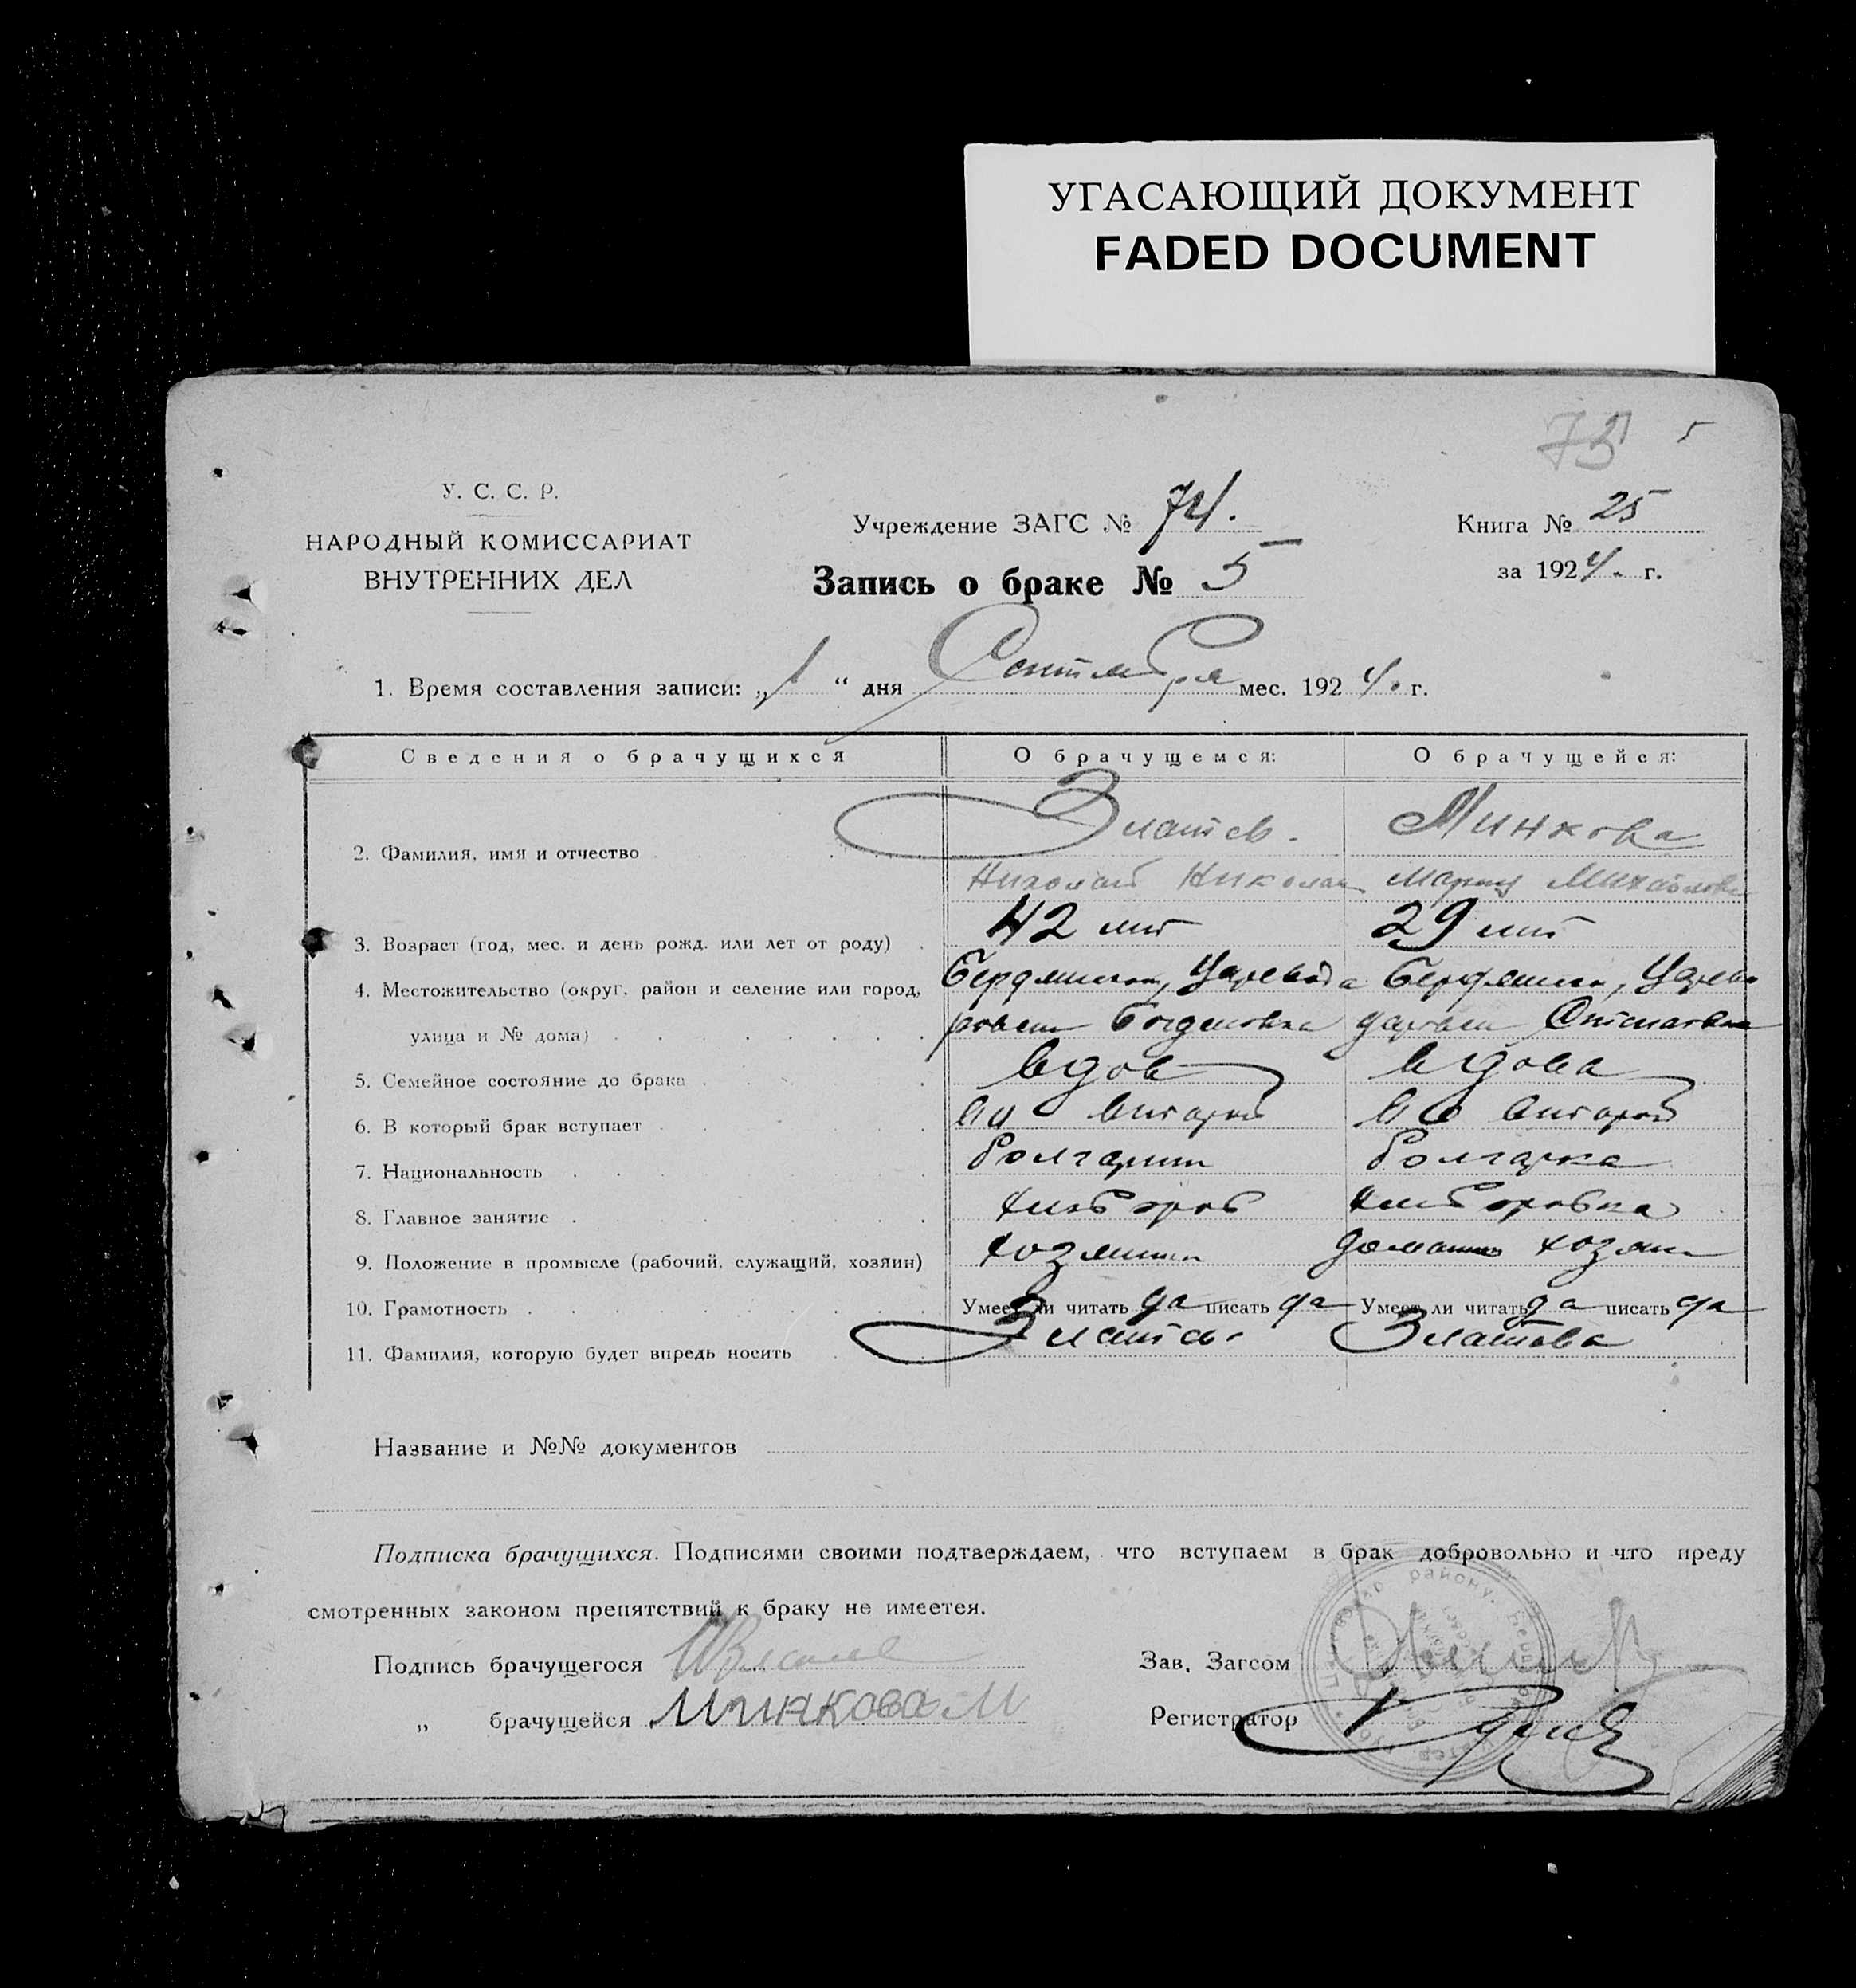 УГАСАЮЩИЙ ДОКУМЕНТ
FADED DOCUMENT
75 5
У. С. С. Р.
НАРОДНЫЙ КОМИССАРИАТ
ВНУТРЕННИХ ДЕЛ
Учреждение ЗАГС № 74.
Запись о браке № 5
Книга № 25
за 1924. г.
1. Время составления записи: „1“ дня Сентября мес. 1924. г.
Сведения о брачущихся О брачущемся: О брачущейся:
Златев. Минкова
2. Фамилия, имя и отчество
Николай Никола Мария Михайловн
42 лет 29 лет
3. Возраст (год, мес. и день рожд. или лет от роду)
4. Местожительство (округ, район и селение или город,
улица и № дома)
5. Семейное состояние до брака вдов вдова
6. В который брак вступает во второй во второй
7. Национальность болгарин болгарка
8. Главное занятие хлебороб хлеборобка
9. Положение в промысле (рабочий, служащий, хозяин) хозяин
10. Грамотность Умеет ли читать да писать да Умеет ли читать да писать да
11. Фамилия, которую будет впредь носить Златев. Златова
Название и №№ документов
Подписка брачущихся. Подписями своими подтверждаем, что вступаем в брак добровольно и что преду
смотренных законом препятствий к браку не имеетея.
Подпись брачущегося
Зав. Загсом
„ брачущейся Минкова М
Регистратор